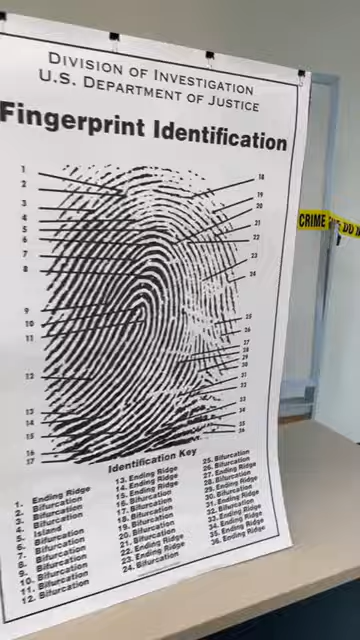 DIVISION OF INVESTIGATION
U.S. DEPARTMENT OF JUSTICE
Fingerprint Identification
1
2
3
4
5
6
7
8
9
10
11
12
13
14
15
16
17
18
19
20
21
22
23
24
25
26
27
28
29
30
31
32
33
34
35
36
CRIME
DO N
Identification Key
1. Ending Ridge
2. Bifurcation
3. Bifurcation
4. Bifurcation
5. Island
6. Bifurcation
7. Bifurcation
8. Bifurcation
9. Bifurcation
10. Bifurcation
11. Bifurcation
12. Bifurcation
13. Ending Ridge
14. Ending Ridge
15. Ending Ridge
16. Bifurcation
17. Bifurcation
18. Bifurcation
19. Bifurcation
20. Bifurcation
21. Ending Ridge
22. Ending Ridge
23. Ending Ridge
24. Bifurcation
25. Bifurcation
26. Bifurcation
27. Ending Ridge
28. Ending Ridge
29. Bifurcation
30. Bifurcation
31. Ending Ridge
32. Bifurcation
33. Ending Ridge
34. Ending Ridge
35. Ending Ridge
36. Ending Ridge